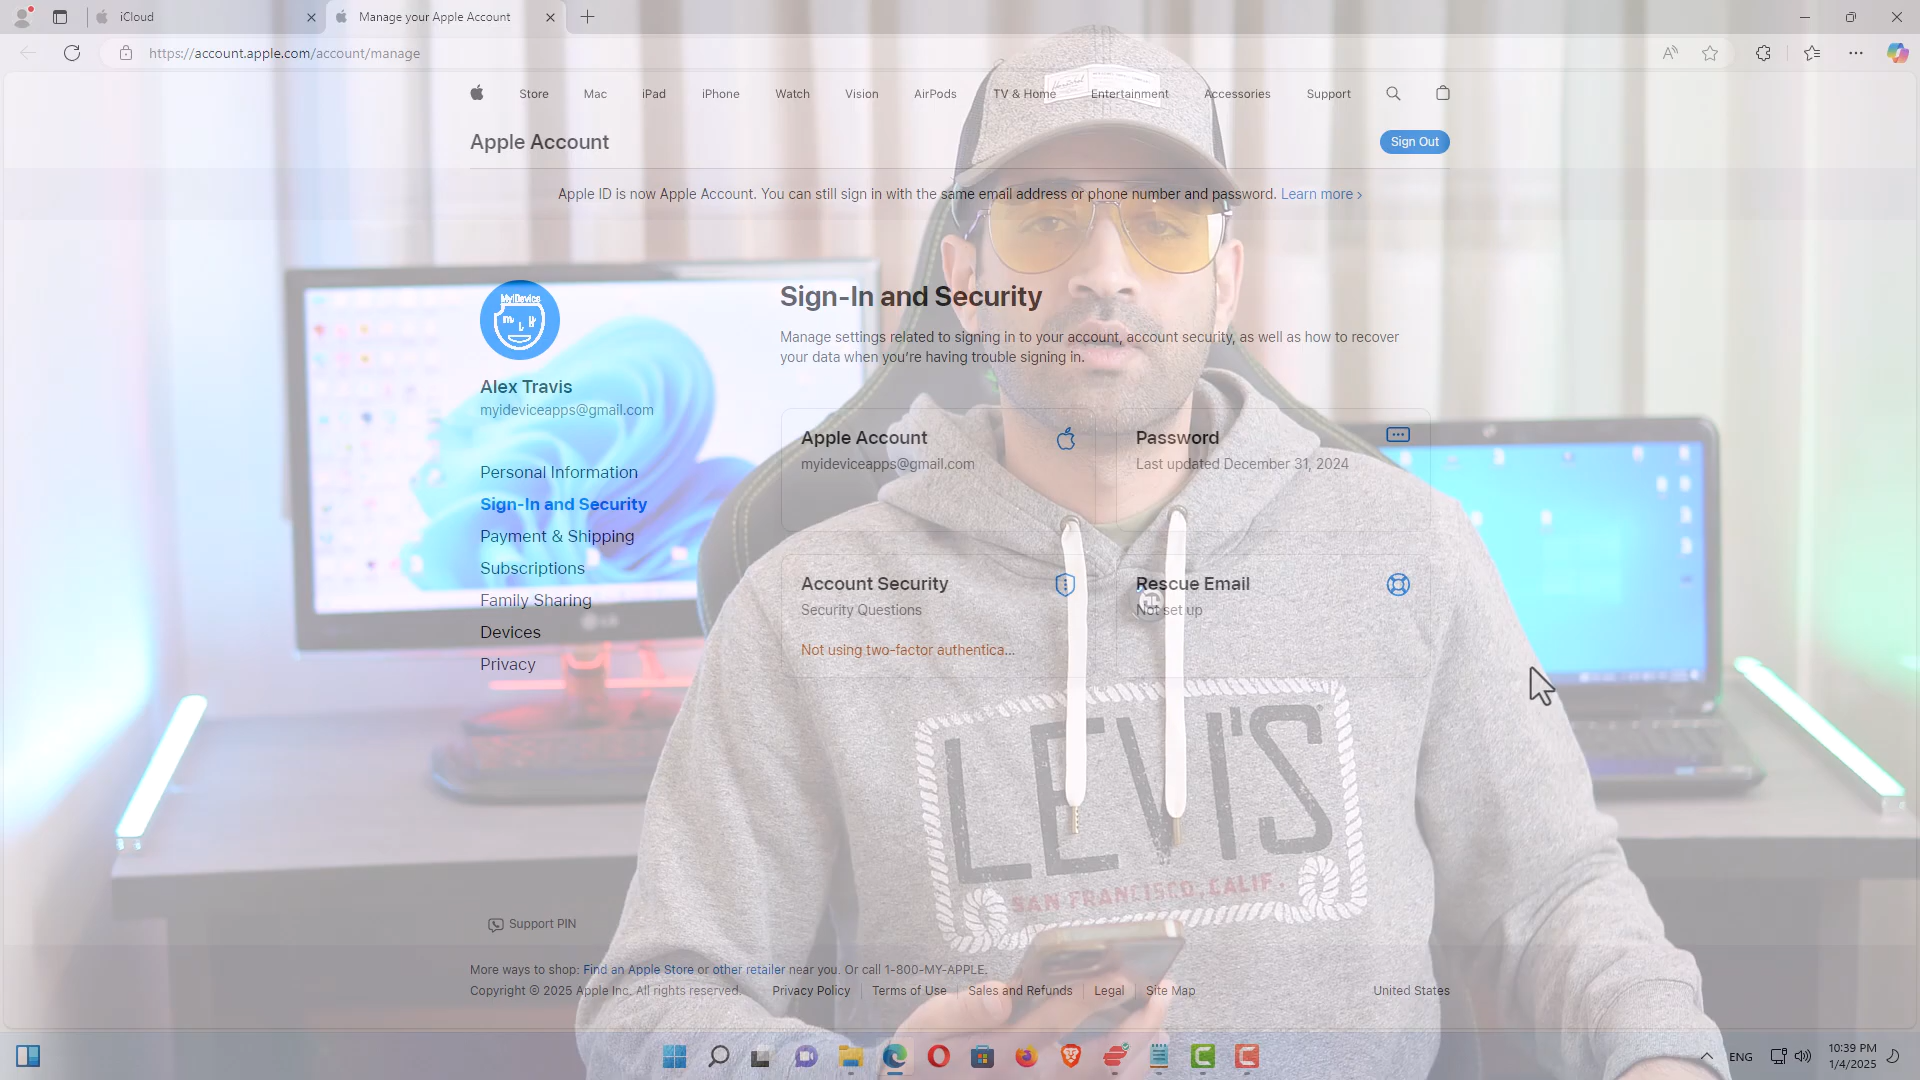 iCloud
Manage your Apple Account
https://account.apple.com/account/manage
Store Mac iPad iPhone Watch Vision AirPods TV & Home Entertainment Accessories Support
Apple Account
Sign Out
Apple ID is now Apple Account. You can still sign in with the same email address or phone number and password. Learn more >
MyiDevice
Sign-In and Security
Manage settings related to signing in to your account, account security, as well as how to recover
your data when you're having trouble signing in.
Alex Travis
myideviceapps@gmail.com
Personal Information
Sign-In and Security
Payment & Shipping
Subscriptions
Family Sharing
Devices
Privacy
Apple Account
myideviceapps@gmail.com
Password
Last updated December 31, 2024
Account Security
Security Questions
Not using two-factor authentica...
Rescue Email
Not set up
LG
LEVI'S
SAN FRANCISCO, CALIF.
Support PIN
More ways to shop: Find an Apple Store or other retailer near you. Or call 1-800-MY-APPLE.
Copyright © 2025 Apple Inc. All rights reserved. Privacy Policy Terms of Use Sales and Refunds Legal Site Map United States
ENG
10:39 PM
1/4/2025